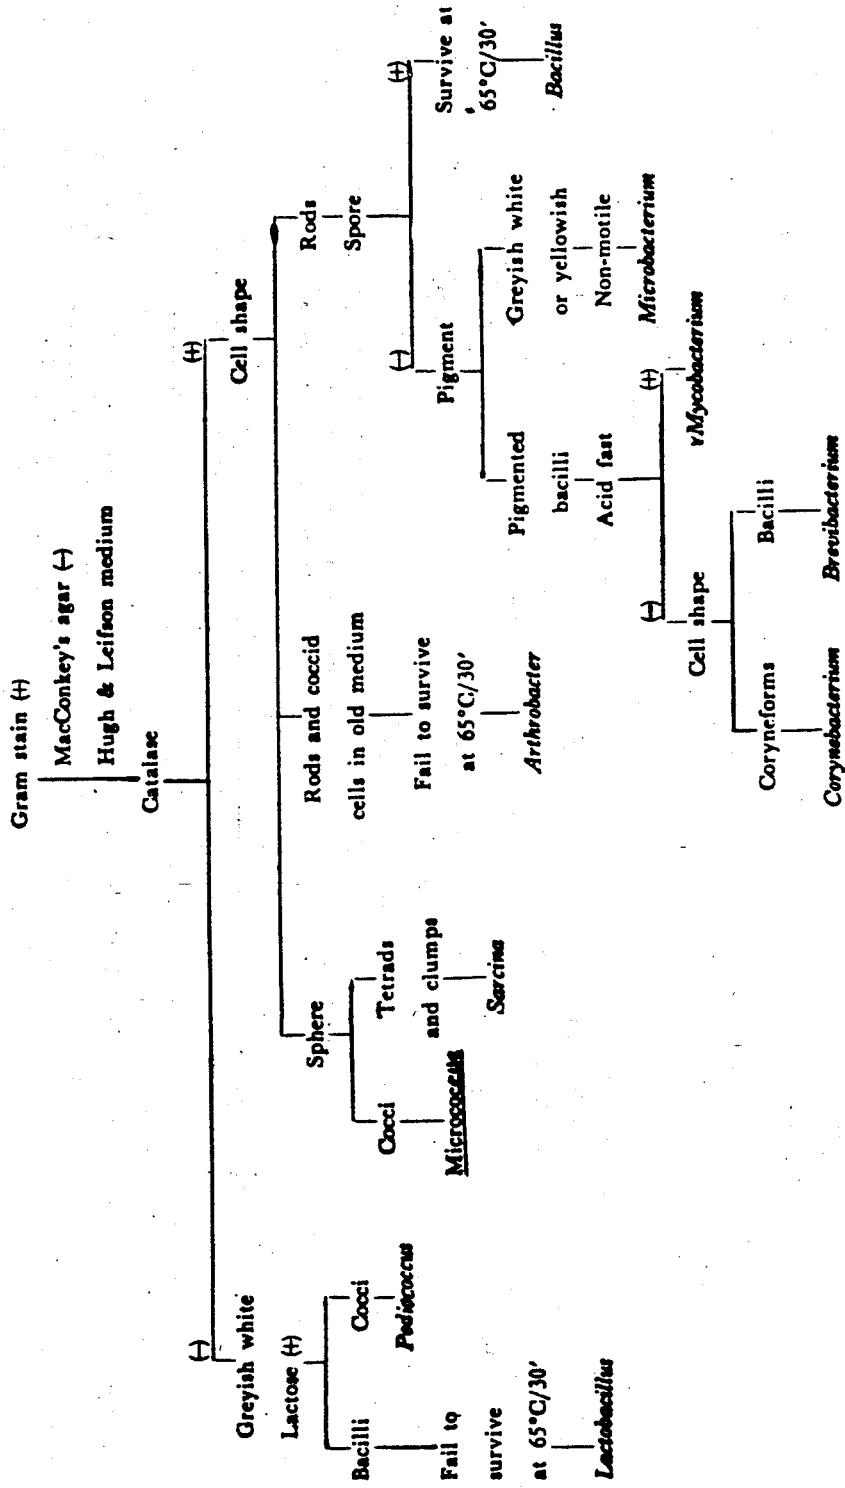 Gram stain (+)
MacConkey's agar (−)
Hugh & Leifson medium
Catalase
(−)
Greyish white
Lactose (+)
Bacilli
Fail to
survive
at 65°C/30′
Lactobacillus
Cocci
Pediococcus
(+)
Cell shape
Sphere
Cocci
Micrococcus
Tetrads
and clumps
Sarcina
Rods and coccid
cells in old medium
Fail to survive
at 65°C/30′
Arthrobacter
Rods
Spore
(−)
Pigment
Pigmented
bacilli
Acid fast
(−)
Cell shape
Coryneforms
Corynebacterium
Bacilli
Brevibacterium
(+)
Mycobacterium
Greyish white
or yellowish
Non-motile
Microbacterium
(+)
Survive at
65°C/30′
Bacillus